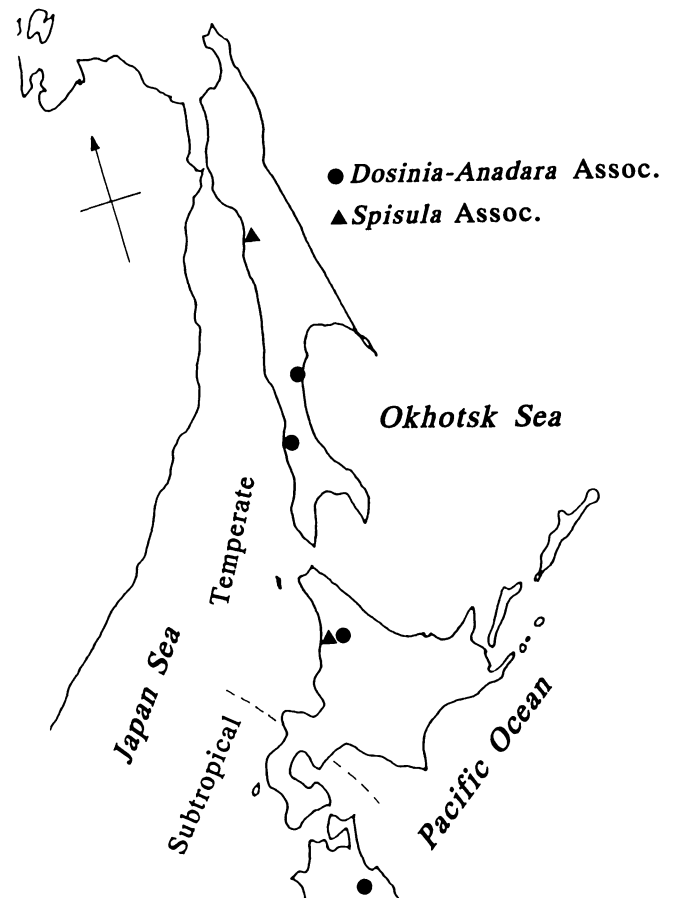 Dosinia-Anadara Assoc.
Spisula Assoc.
Okhotsk Sea
Temperate
Japan Sea
Subtropical
Pacific Ocean